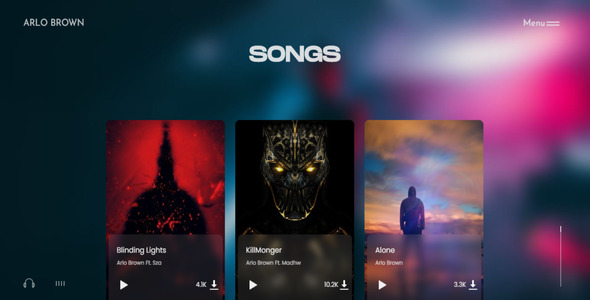 ARLO BROWN
Menu
SONGS
Blinding Lights
Arlo Brown Ft. Sza
4.1K
KillMonger
Arlo Brown Ft. Madhw
10.2K
Alone
Arlo Brown
3.3K